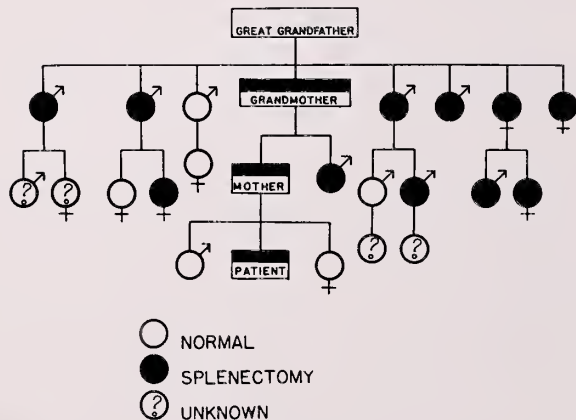 GREAT GRANDFATHER
GRANDMOTHER
? ?
MOTHER
? ?
PATIENT
NORMAL
SPLENECTOMY
? UNKNOWN